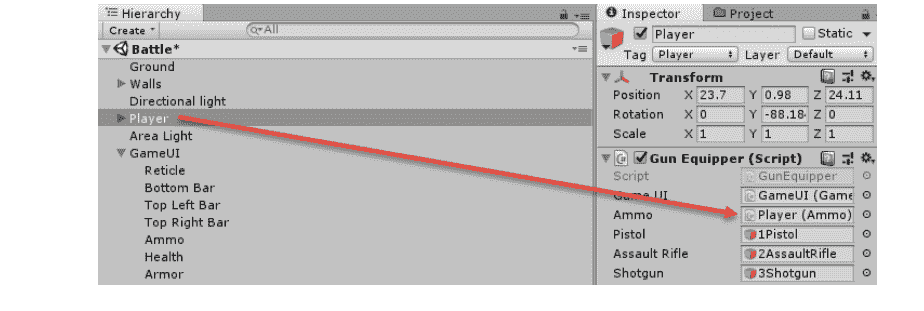 Hierarchy
Create
All
Battle*
Ground
Walls
Directional light
Player
Area Light
GameUI
Reticle
Bottom Bar
Top Left Bar
Top Right Bar
Ammo
Health
Armor
Inspector Project
Player Static
Tag Player Layer Default
Transform
Position X 23.7 Y 0.98 Z 24.11
Rotation X 0 Y -88.18 Z 0
Scale X 1 Y 1 Z 1
Gun Equipper (Script)
Script GunEquipper
Game UI GameUI (Game
Ammo Player (Ammo)
Pistol 1Pistol
Assault Rifle 2AssaultRifle
Shotgun 3Shotgun